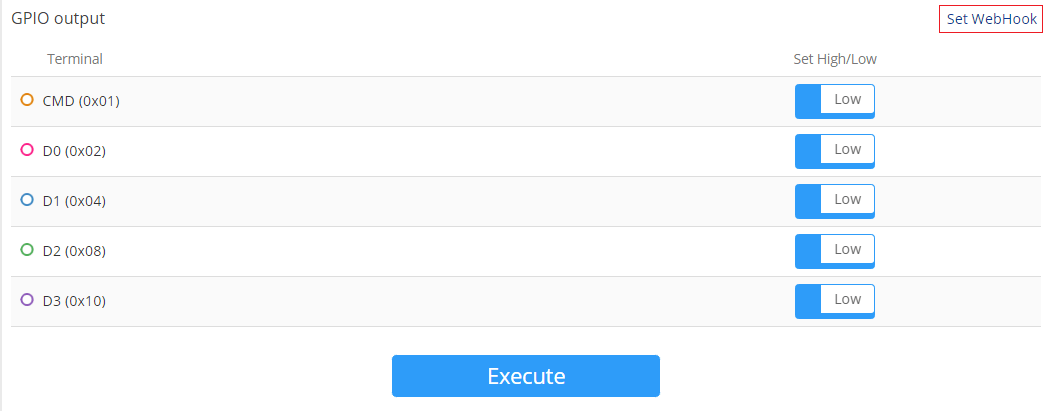 GPIO output Set WebHook
Terminal Set High/Low
CMD (0x01) Low
D0 (0x02) Low
D1 (0x04) Low
D2 (0x08) Low
D3 (0x10) Low
Execute